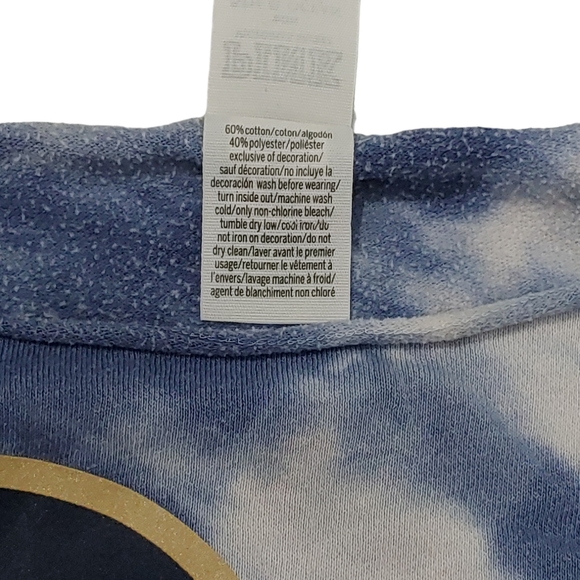 PINK
60% cotton/coton/algodón
40% polyester/poliéster
exclusive of decoration/
sauf décoration/no incluye la
decoración wash before wearing/
turn inside out/machine wash
cold/only non-chlorine bleach/
tumble dry low/cool iron/do
not iron on decoration/do not
dry clean/laver avant le premier
usage/retourner le vêtement à
l'envers/lavage machine à froid/
agent de blanchiment non chloré